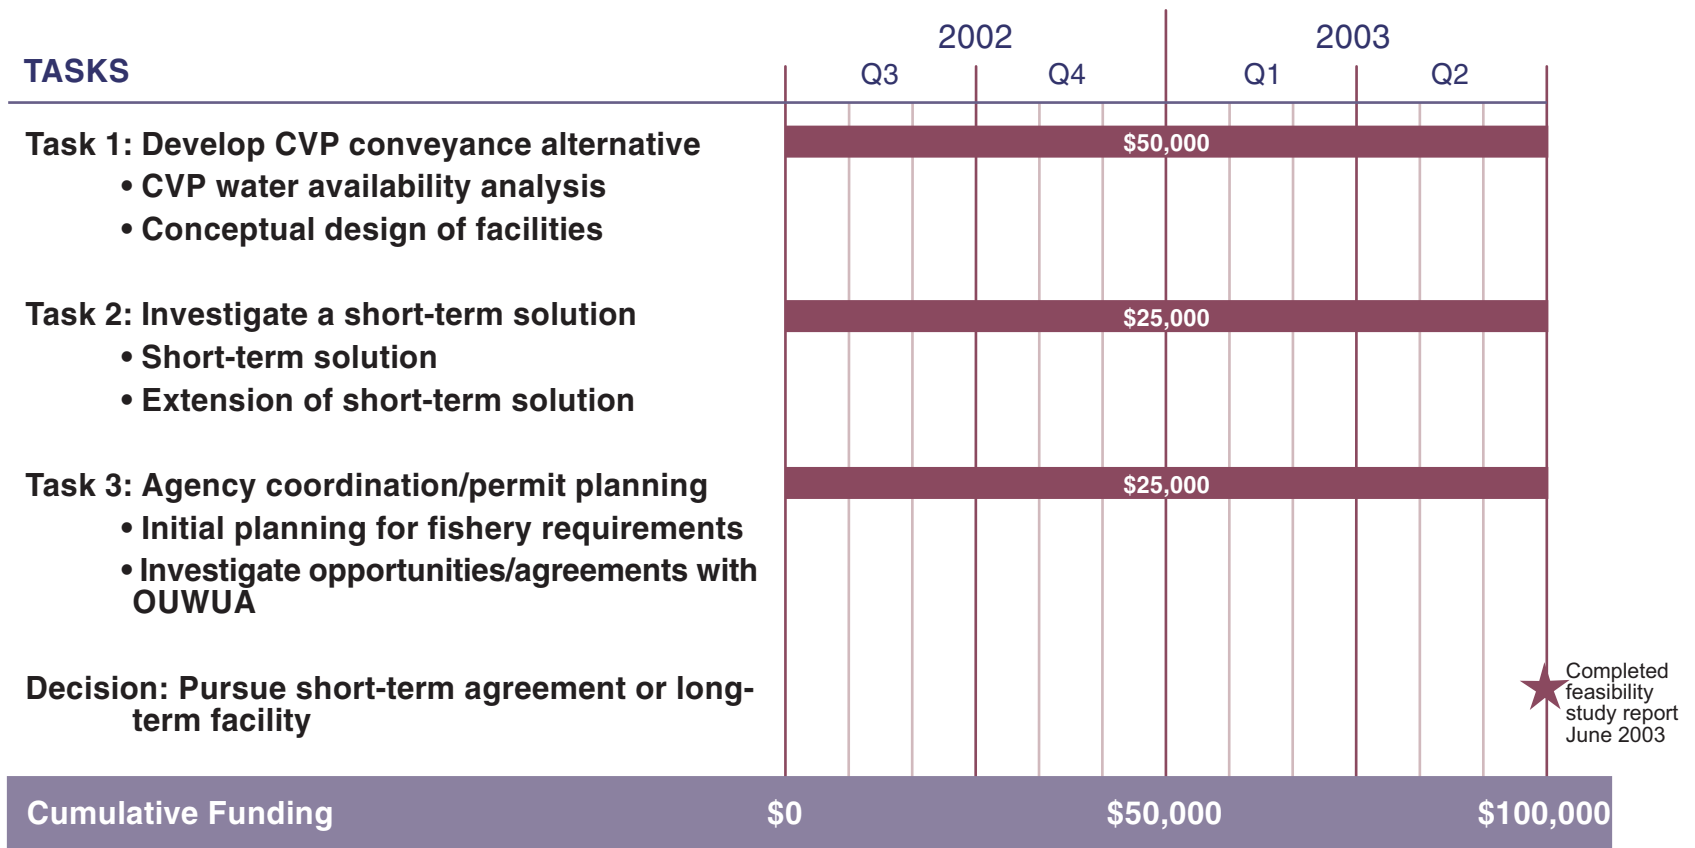 2002 2003
TASKS Q3 Q4 Q1 Q2
Task 1: Develop CVP conveyance alternative $50,000
• CVP water availability analysis
• Conceptual design of facilities
Task 2: Investigate a short-term solution $25,000
• Short-term solution
• Extension of short-term solution
Task 3: Agency coordination/permit planning $25,000
• Initial planning for fishery requirements
• Investigate opportunities/agreements with
OUWUA
Decision: Pursue short-term agreement or long-
term facility
Completed
feasibility
study report
June 2003
Cumulative Funding $0 $50,000 $100,000